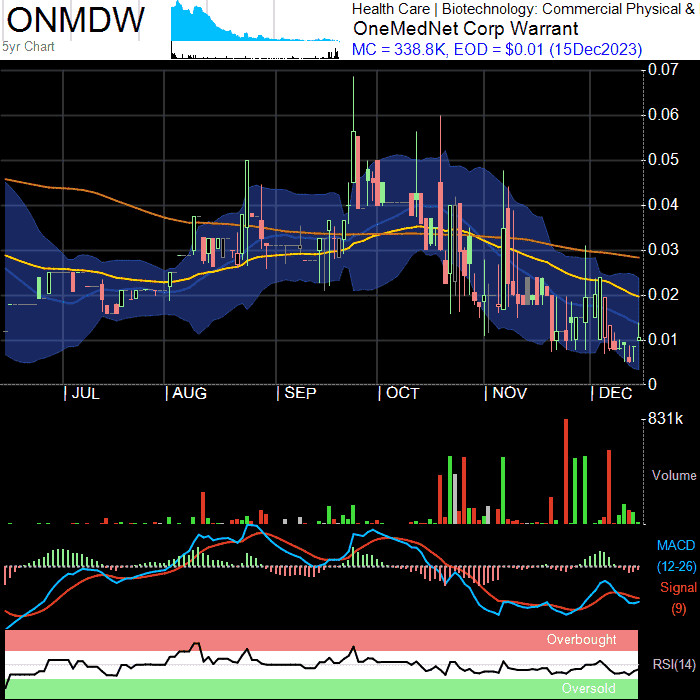 ONMDW
5yr Chart
Health Care | Biotechnology: Commercial Physical &
OneMedNet Corp Warrant
MC = 338.8K, EOD = $0.01 (15Dec2023)
0.07
0.06
0.05
0.04
0.03
0.02
0.01
0
| JUL | AUG | SEP | OCT | NOV | DEC
831k
Volume
MACD
(12-26)
Signal
(9)
Overbought
RSI(14)
Oversold